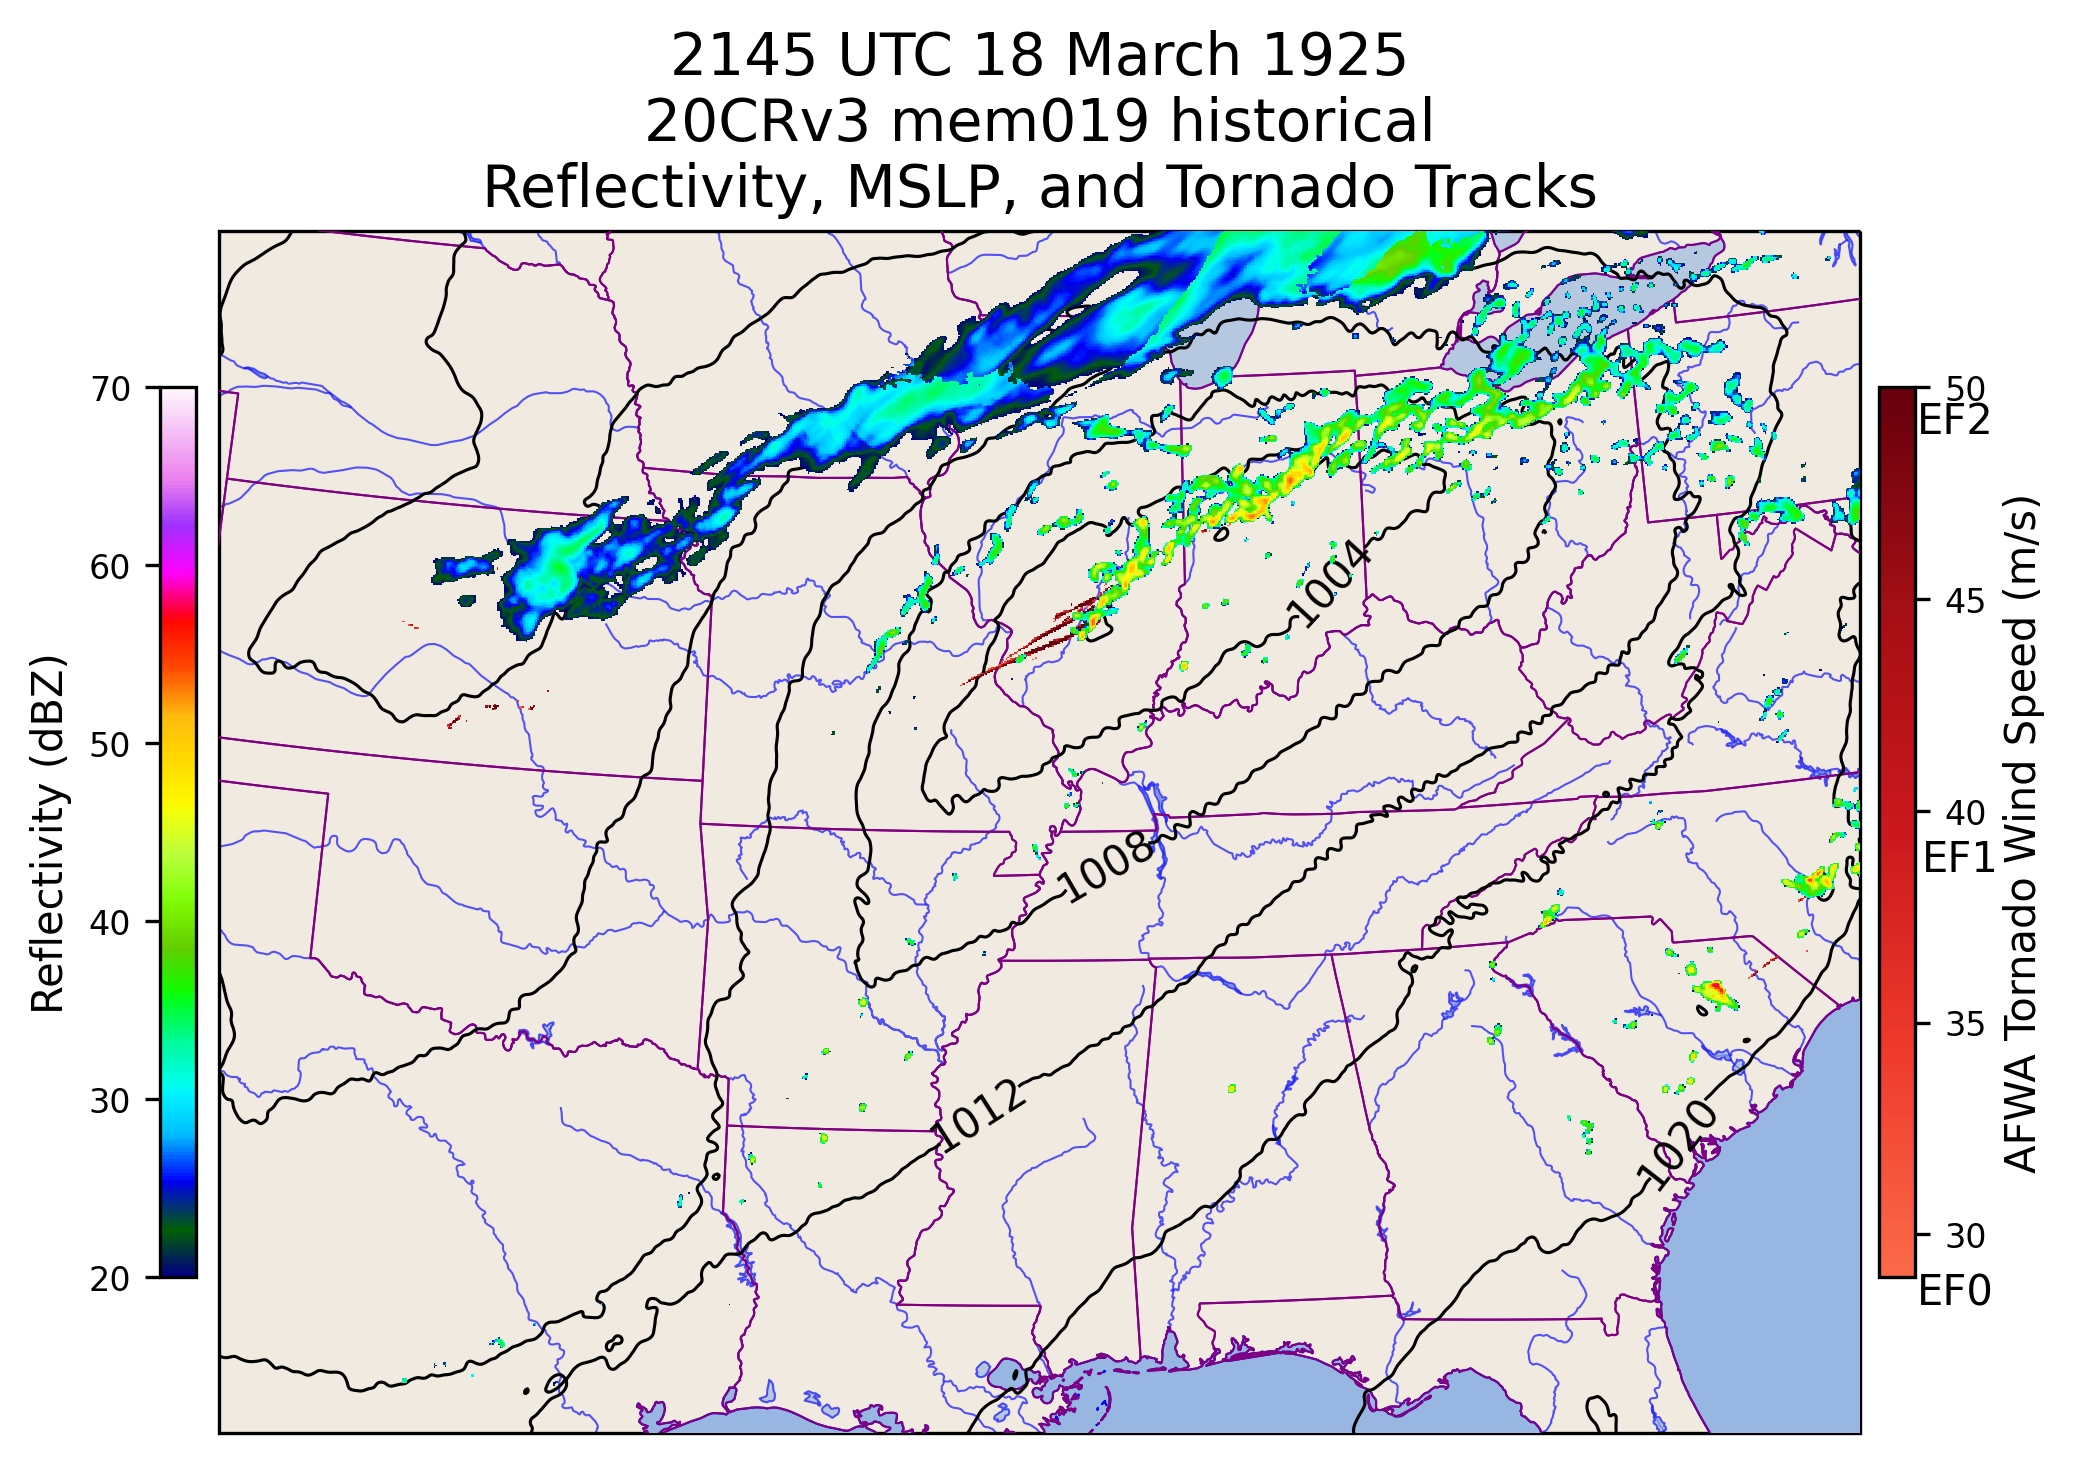 2145 UTC 18 March 1925
20CRv3 mem019 historical
Reflectivity, MSLP, and Tornado Tracks
Reflectivity (dBZ)
70
60
50
40
30
20
1004
1008
1012
1020
50
EF2
45
40
EF1
35
30
EF0
AFWA Tornado Wind Speed (m/s)